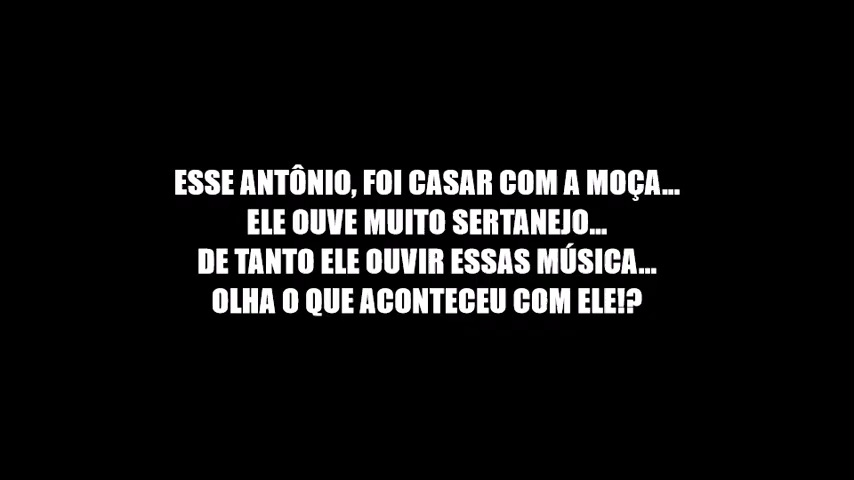 ESSE ANTÔNIO, FOI CASAR COM A MOÇA...
ELE OUVE MUITO SERTANEJO...
DE TANTO ELE OUVIR ESSAS MÚSICA...
OLHA O QUE ACONTECEU COM ELE!?